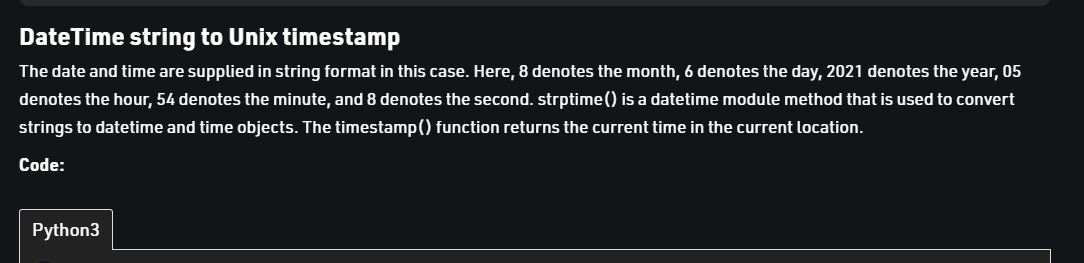 DateTime string to Unix timestamp
The date and time are supplied in string format in this case. Here, 8 denotes the month, 6 denotes the day, 2021 denotes the year, 05
denotes the hour, 54 denotes the minute, and 8 denotes the second. strptime() is a datetime module method that is used to convert
strings to datetime and time objects. The timestamp() function returns the current time in the current location.
Code:
Python3